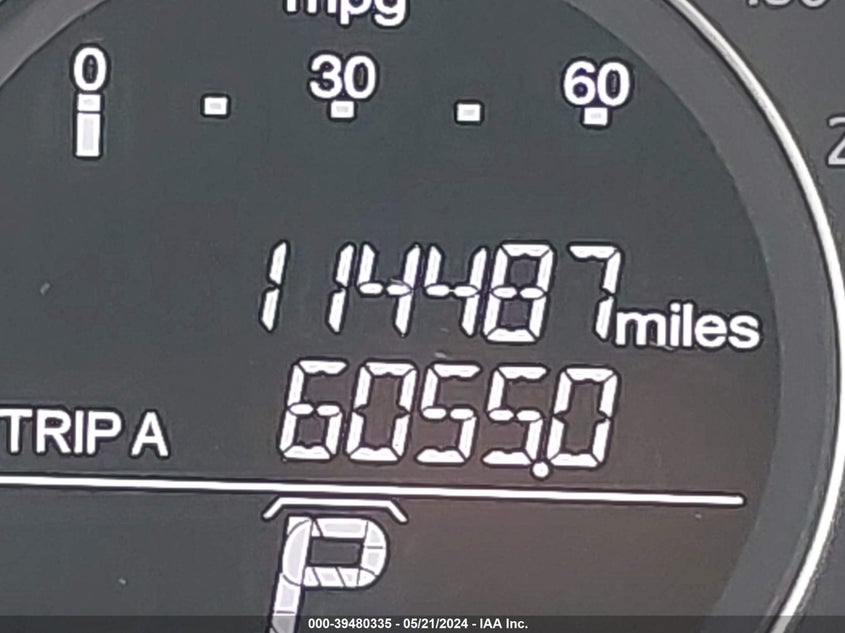 mpg
0 30 60
114487 miles
TRIP A 6055.0
P
000-39480335 - 05/21/2024 - IAA Inc.